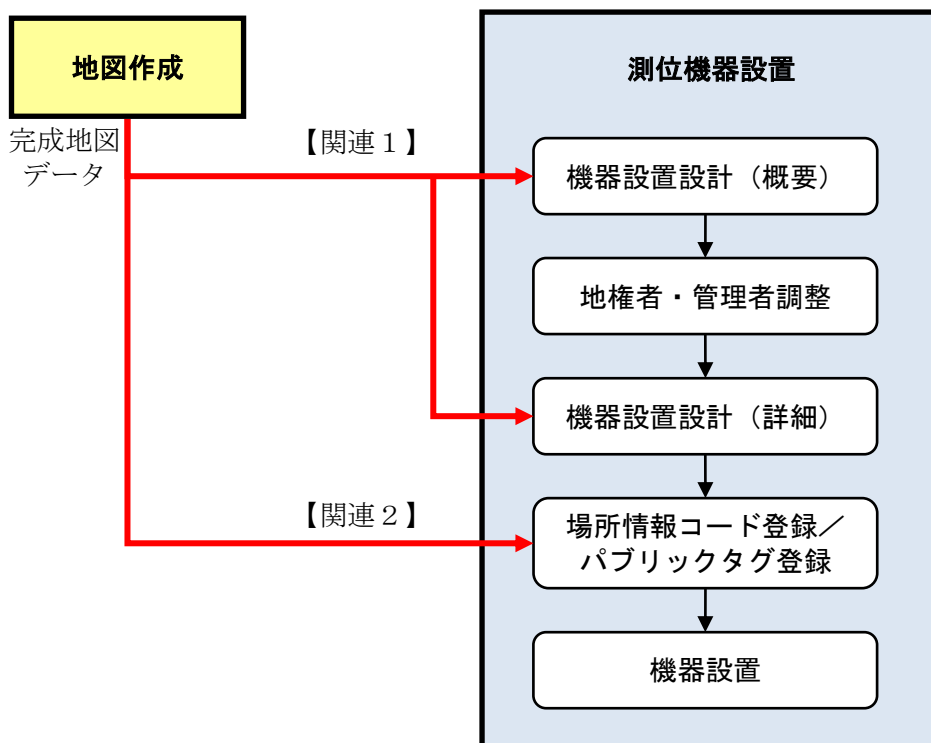 地図作成
完成地図
データ
【関連１】
【関連２】
測位機器設置
機器設置設計（概要）
地権者・管理者調整
機器設置設計（詳細）
場所情報コード登録／
パブリックタグ登録
機器設置